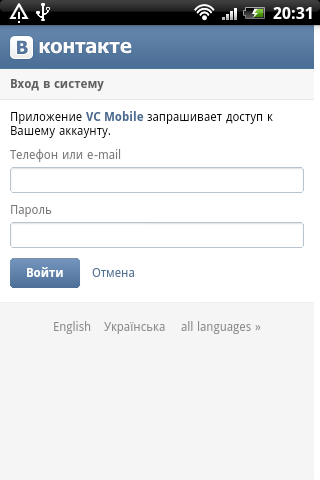 20:31
В контакте
Вход в систему
Приложение VC Mobile запрашивает доступ к
Вашему аккаунту.
Телефон или e-mail
Пароль
Войти Отмена
English Українська all languages »